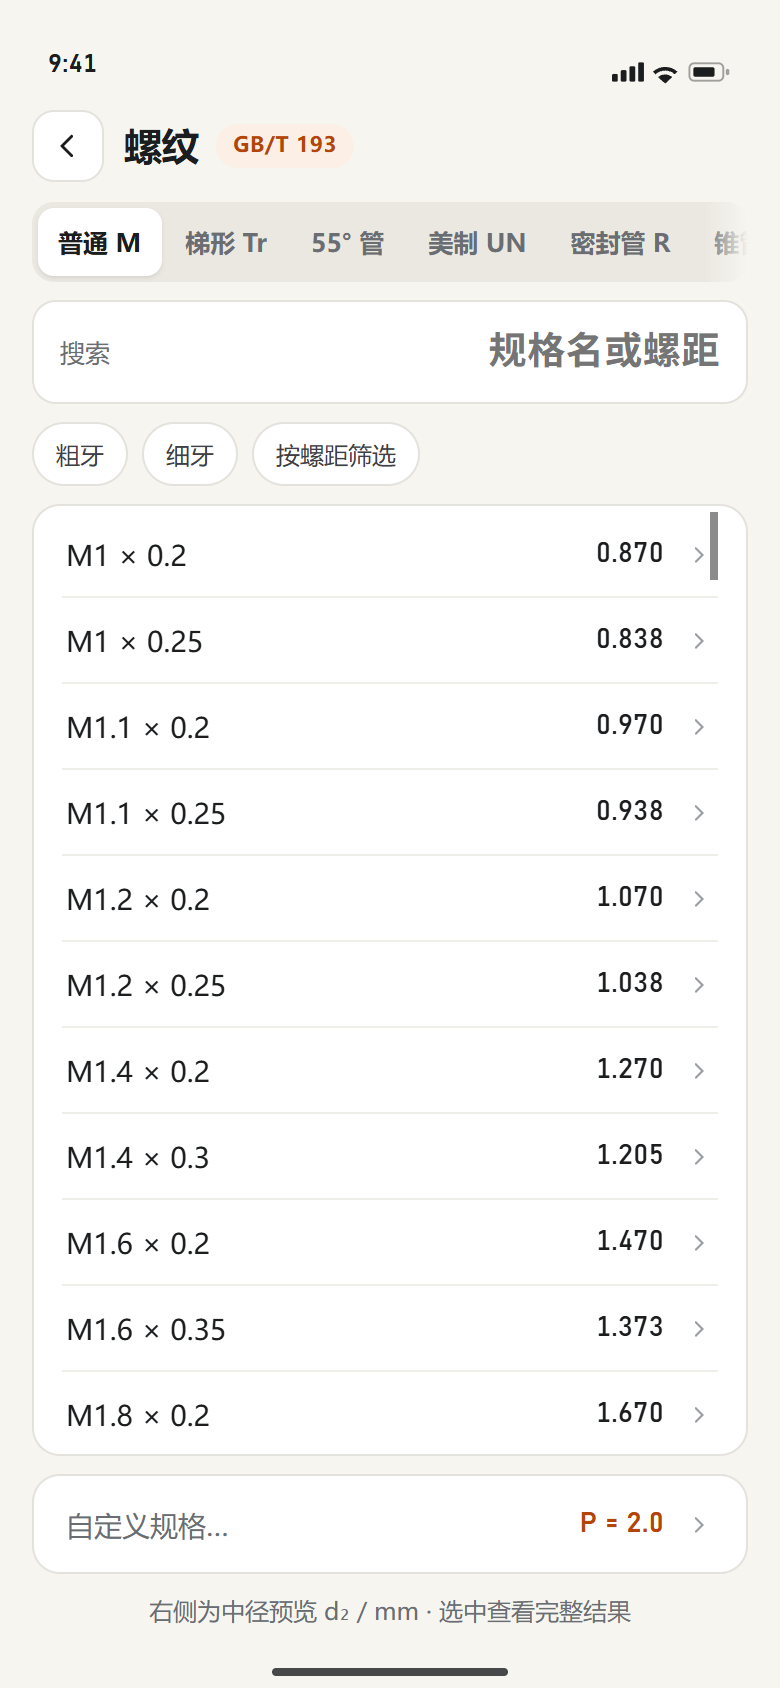 9:41
螺纹 GB/T 193
普通 M 梯形 Tr 55° 管 美制 UN 密封管 R 锥
搜索 规格名或螺距
粗牙 细牙 按螺距筛选
M1 × 0.2 0.870
M1 × 0.25 0.838
M1.1 × 0.2 0.970
M1.1 × 0.25 0.938
M1.2 × 0.2 1.070
M1.2 × 0.25 1.038
M1.4 × 0.2 1.270
M1.4 × 0.3 1.205
M1.6 × 0.2 1.470
M1.6 × 0.35 1.373
M1.8 × 0.2 1.670
自定义规格... P = 2.0
右侧为中径预览 d₂ / mm · 选中查看完整结果